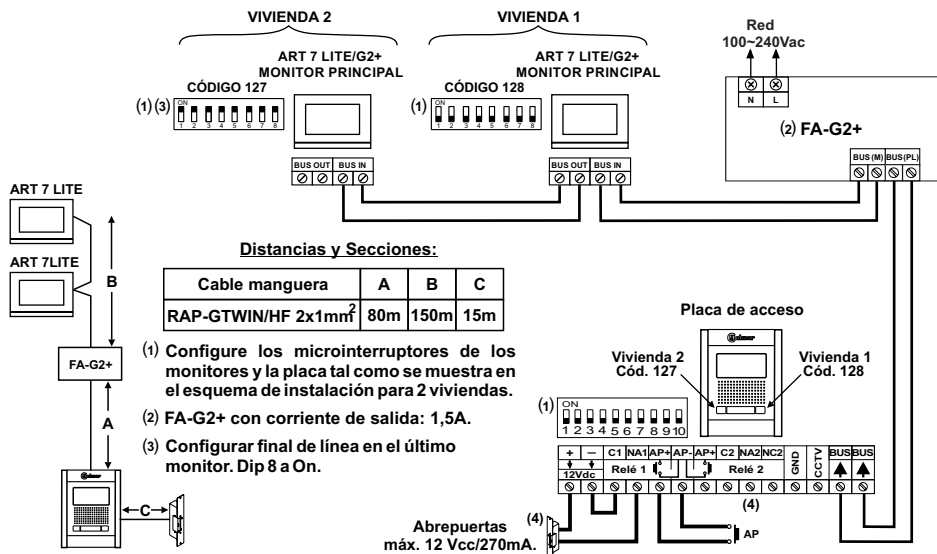 VIVIENDA 2
VIVIENDA 1
Red
100~240Vac
ART 7 LITE/G2+
MONITOR PRINCIPAL
ART 7 LITE/G2+
MONITOR PRINCIPAL
CÓDIGO 127
CÓDIGO 128
(1) (3)
ON
1 2 3 4 5 6 7 8
(1)
ON
1 2 3 4 5 6 7 8
N L
(2) FA-G2+
BUS OUT BUS IN
BUS OUT BUS IN
BUS (M) BUS (PL)
ART 7 LITE
ART 7LITE
B
FA-G2+
A
C
Distancias y Secciones:
Cable manguera A B C
RAP-GTWIN/HF 2x1mm² 80m 150m 15m
(1) Configure los microinterruptores de los
monitores y la placa tal como se muestra en
el esquema de instalación para 2 viviendas.
(2) FA-G2+ con corriente de salida: 1,5A.
(3) Configurar final de línea en el último
monitor. Dip 8 a On.
Placa de acceso
Golmar
Vivienda 2
Cód. 127
Vivienda 1
Cód. 128
(1)
ON
1 2 3 4 5 6 7 8 9 10
+ – C1 NA1 AP+ AP- AP+ C2 NA2 NC2 GND CCTV BUS BUS
12Vdc Relé 1 Relé 2
(4)
(4)
Abrepuertas
máx. 12 Vcc/270mA.
AP